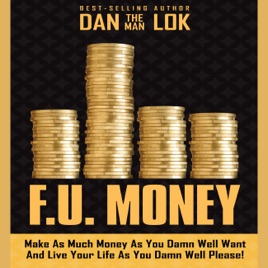 BEST-SELLING AUTHOR
DAN THE MAN LOK
F.U. MONEY
Make As Much Money As You Damn Well Want
And Live Your Life As You Damn Well Please!